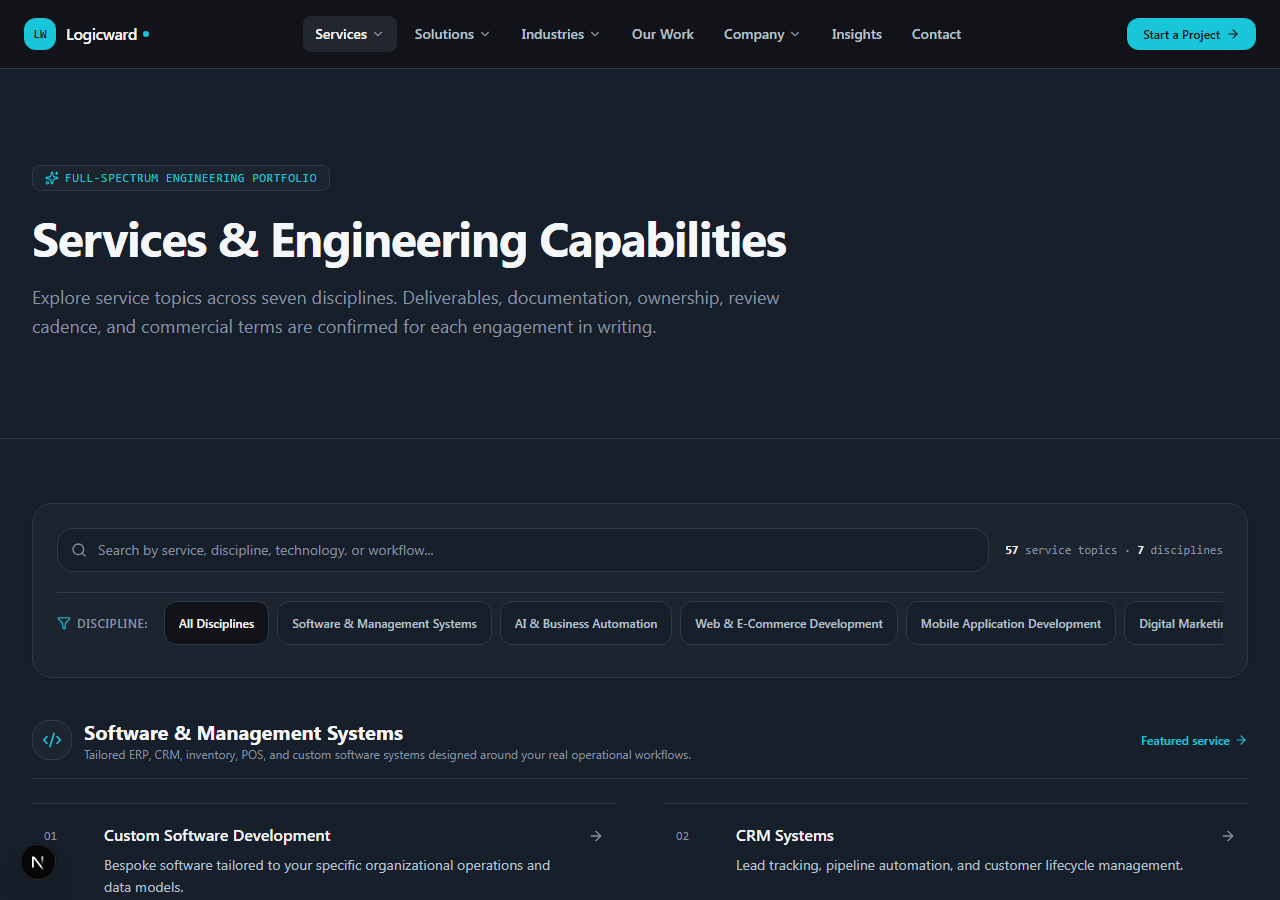 LW Logicward
Services Solutions Industries Our Work Company Insights Contact
Start a Project
FULL-SPECTRUM ENGINEERING PORTFOLIO
Services & Engineering Capabilities
Explore service topics across seven disciplines. Deliverables, documentation, ownership, review
cadence, and commercial terms are confirmed for each engagement in writing.
Search by service, discipline, technology, or workflow...
57 service topics · 7 disciplines
DISCIPLINE:
All Disciplines
Software & Management Systems
AI & Business Automation
Web & E-Commerce Development
Mobile Application Development
Digital
Software & Management Systems
Tailored ERP, CRM, inventory, POS, and custom software systems designed around your real operational workflows.
Featured service
01
Custom Software Development
Bespoke software tailored to your specific organizational operations and
data models.
02
CRM Systems
Lead tracking, pipeline automation, and customer lifecycle management.
N